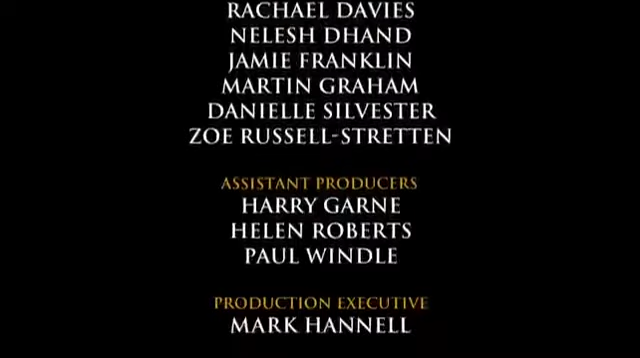 RACHAEL DAVIES
NELESH DHAND
JAMIE FRANKLIN
MARTIN GRAHAM
DANIELLE SILVESTER
ZOE RUSSELL-STRETTEN
ASSISTANT PRODUCERS
HARRY GARNE
HELEN ROBERTS
PAUL WINDLE
PRODUCTION EXECUTIVE
MARK HANNELL